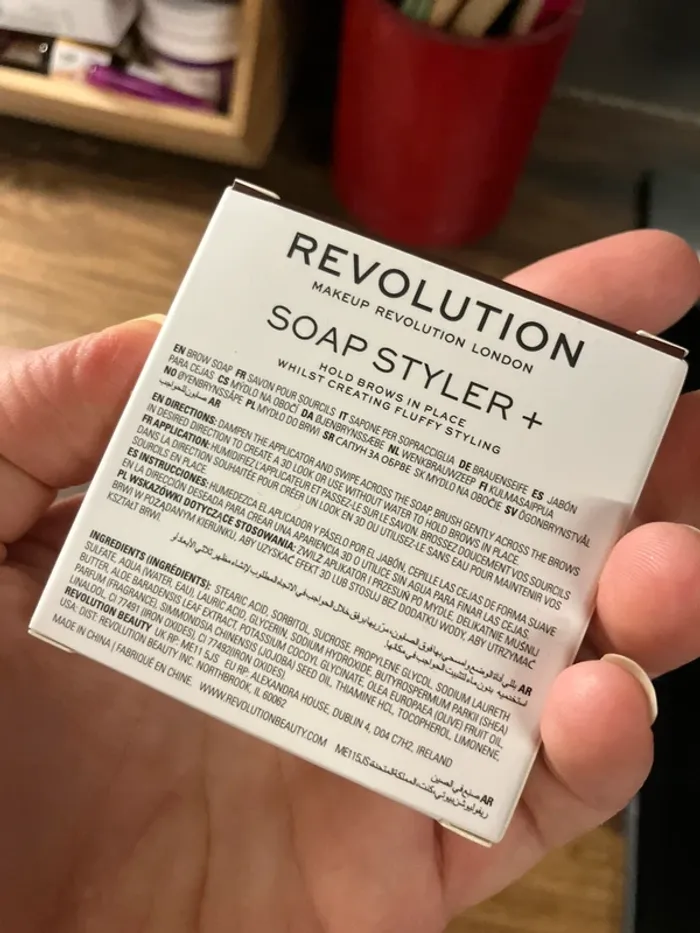 REVOLUTION
MAKEUP REVOLUTION LONDON
SOAP STYLER +
HOLD BROWS IN PLACE
WHILST CREATING FLUFFY STYLING
EN BROW SOAP FR SAVON POUR SOURCILS IT SAPONE PER SOPRACCIGLIA DE BRAUENSEIFE ES JABÓN
PARA CEJAS CS MÝDLO NA OBOČÍ DA ØJENBRYNSSÆBE NL WENKBRAUWZEEP FI KULMASAIPPUA
NO ØYENBRYNSSÅPE PL MYDŁO DO BRWI SR САПУН ЗА ОБРВЕ SK MYDLO NA OBOČIE SV ÖGONBRYNSTVÅL
AR صابون للحواجب
EN DIRECTIONS: DAMPEN THE APPLICATOR AND SWIPE ACROSS THE SOAP. BRUSH GENTLY ACROSS THE BROWS
IN DESIRED DIRECTION TO CREATE A 3D LOOK OR USE WITHOUT WATER TO HOLD BROWS IN PLACE.
FR APPLICATION: HUMIDIFIEZ L'APPLICATEUR ET PASSEZ-LE SUR LE SAVON. BROSSEZ DOUCEMENT VOS SOURCILS
DANS LA DIRECTION SOUHAITÉE POUR CRÉER UN LOOK EN 3D OU UTILISEZ-LE SANS EAU POUR MAINTENIR VOS
SOURCILS EN PLACE.
ES INSTRUCCIONES: HUMEDEZCA EL APLICADOR Y PÁSELO POR EL JABÓN. CEPILLE LAS CEJAS DE FORMA SUAVE
EN LA DIRECCIÓN DESEADA PARA CREAR UNA APARIENCIA 3D O UTILICE SIN AGUA PARA FIJAR LAS CEJAS.
PL WSKAZÓWKI DOTYCZĄCE STOSOWANIA: ZWILŻ APLIKATOR I PRZESUŃ PO MYDLE. DELIKATNIE MUŚNIJ
BRWI W POŻĄDANYM KIERUNKU, ABY UZYSKAĆ EFEKT 3D LUB STOSUJ BEZ DODATKU WODY, ABY UTRZYMAĆ
KSZTAŁT BRWI.
AR
INGREDIENTS (INGRÉDIENTS): STEARIC ACID, SORBITOL, SUCROSE, PROPYLENE GLYCOL, SODIUM LAURETH
SULFATE, AQUA (WATER, EAU), LAURIC ACID, GLYCERIN, SODIUM HYDROXIDE, BUTYROSPERMUM PARKII (SHEA)
BUTTER, ALOE BARBADENSIS LEAF EXTRACT, POTASSIUM COCOYL GLYCINATE, OLEA EUROPAEA (OLIVE) FRUIT OIL,
PARFUM (FRAGRANCE), SIMMONDSIA CHINENSIS (JOJOBA) SEED OIL, THIAMINE HCL, TOCOPHEROL, LIMONENE,
LINALOOL, CI 77491 (IRON OXIDES), CI 77492(IRON OXIDES).
REVOLUTION BEAUTY UK RP: ME11 5JS EU RP: ALEXANDRA HOUSE, DUBLIN 4, D04 C7H2, IRELAND
USA: DIST: REVOLUTION BEAUTY INC. NORTHBROOK, IL 60062
MADE IN CHINA | FABRIQUÉ EN CHINE. WWW.REVOLUTIONBEAUTY.COM
AR صنع في الصين
ME115JS